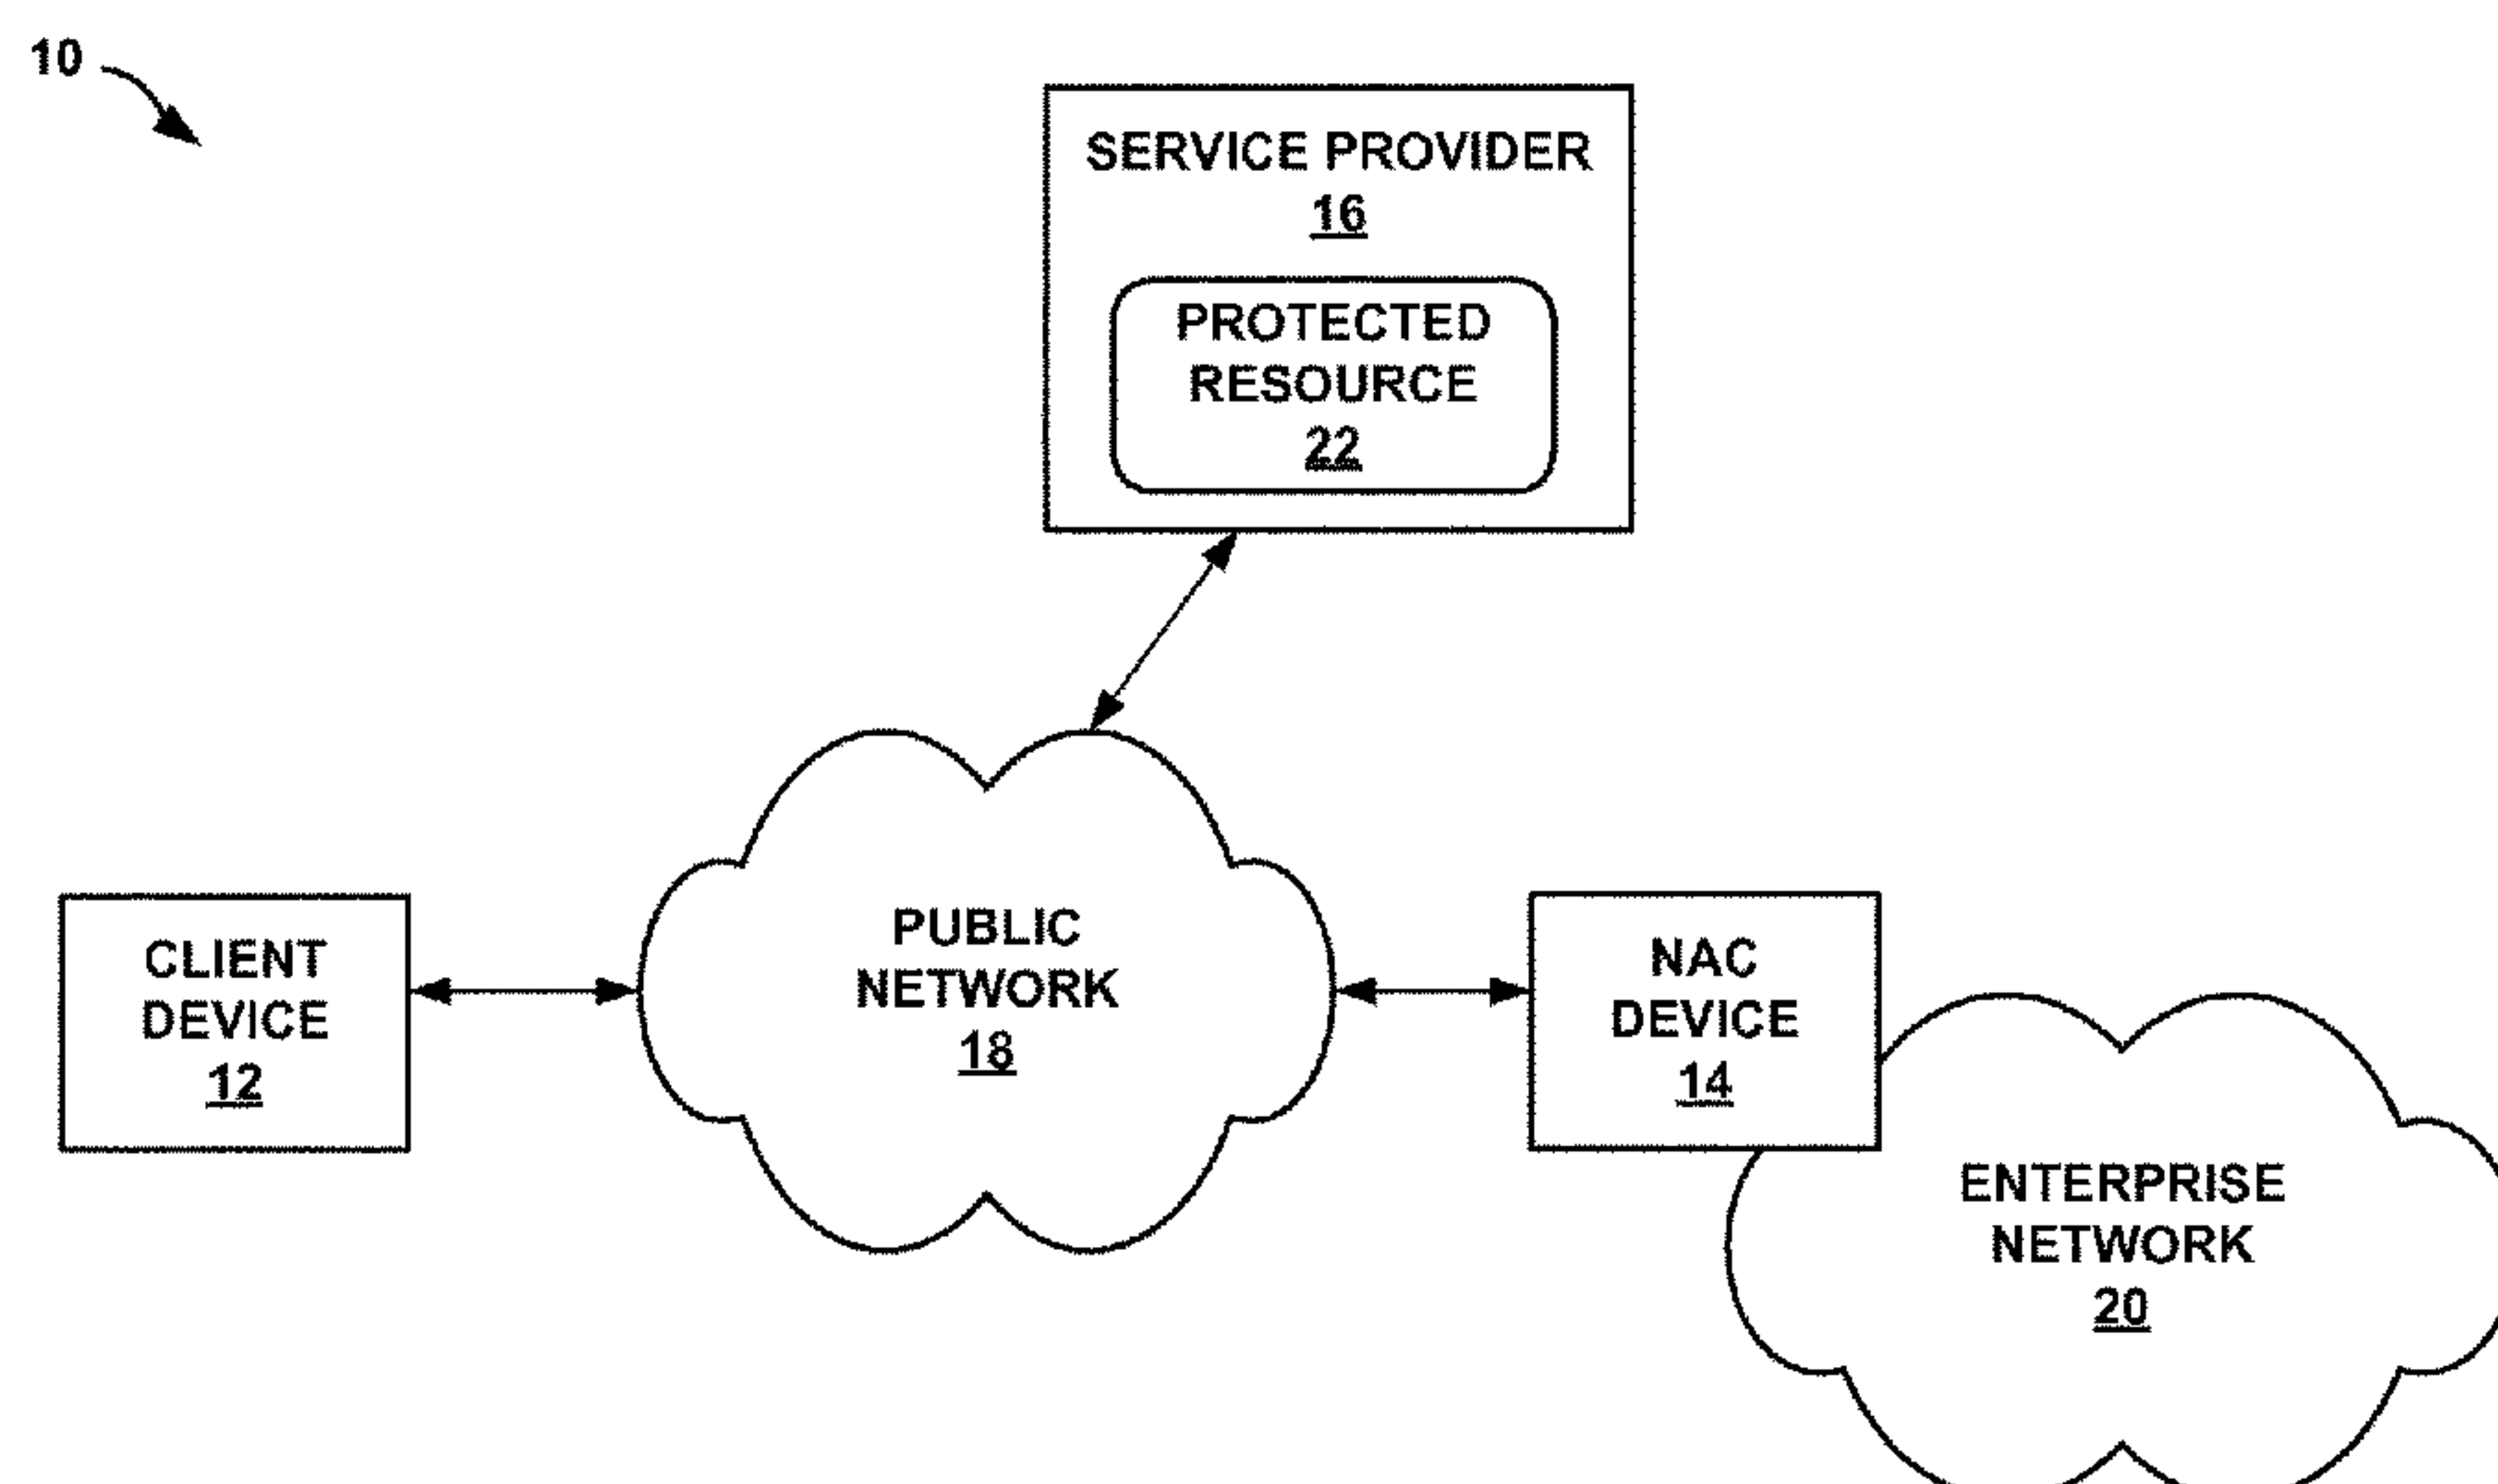 10
SERVICE PROVIDER
16
PROTECTED
RESOURCE
22
CLIENT
DEVICE
12
PUBLIC
NETWORK
18
NAC
DEVICE
14
ENTERPRISE
NETWORK
20